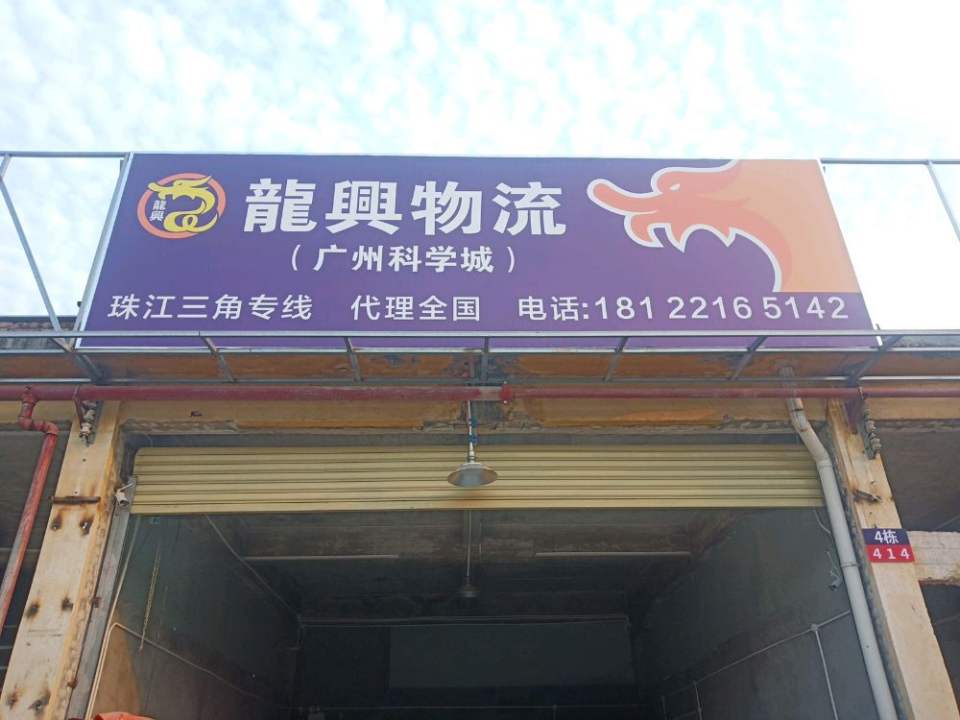 龍興
龍興物流
（广州科学城）
珠江三角专线 代理全国 电话:181 2216 5142
4栋
414